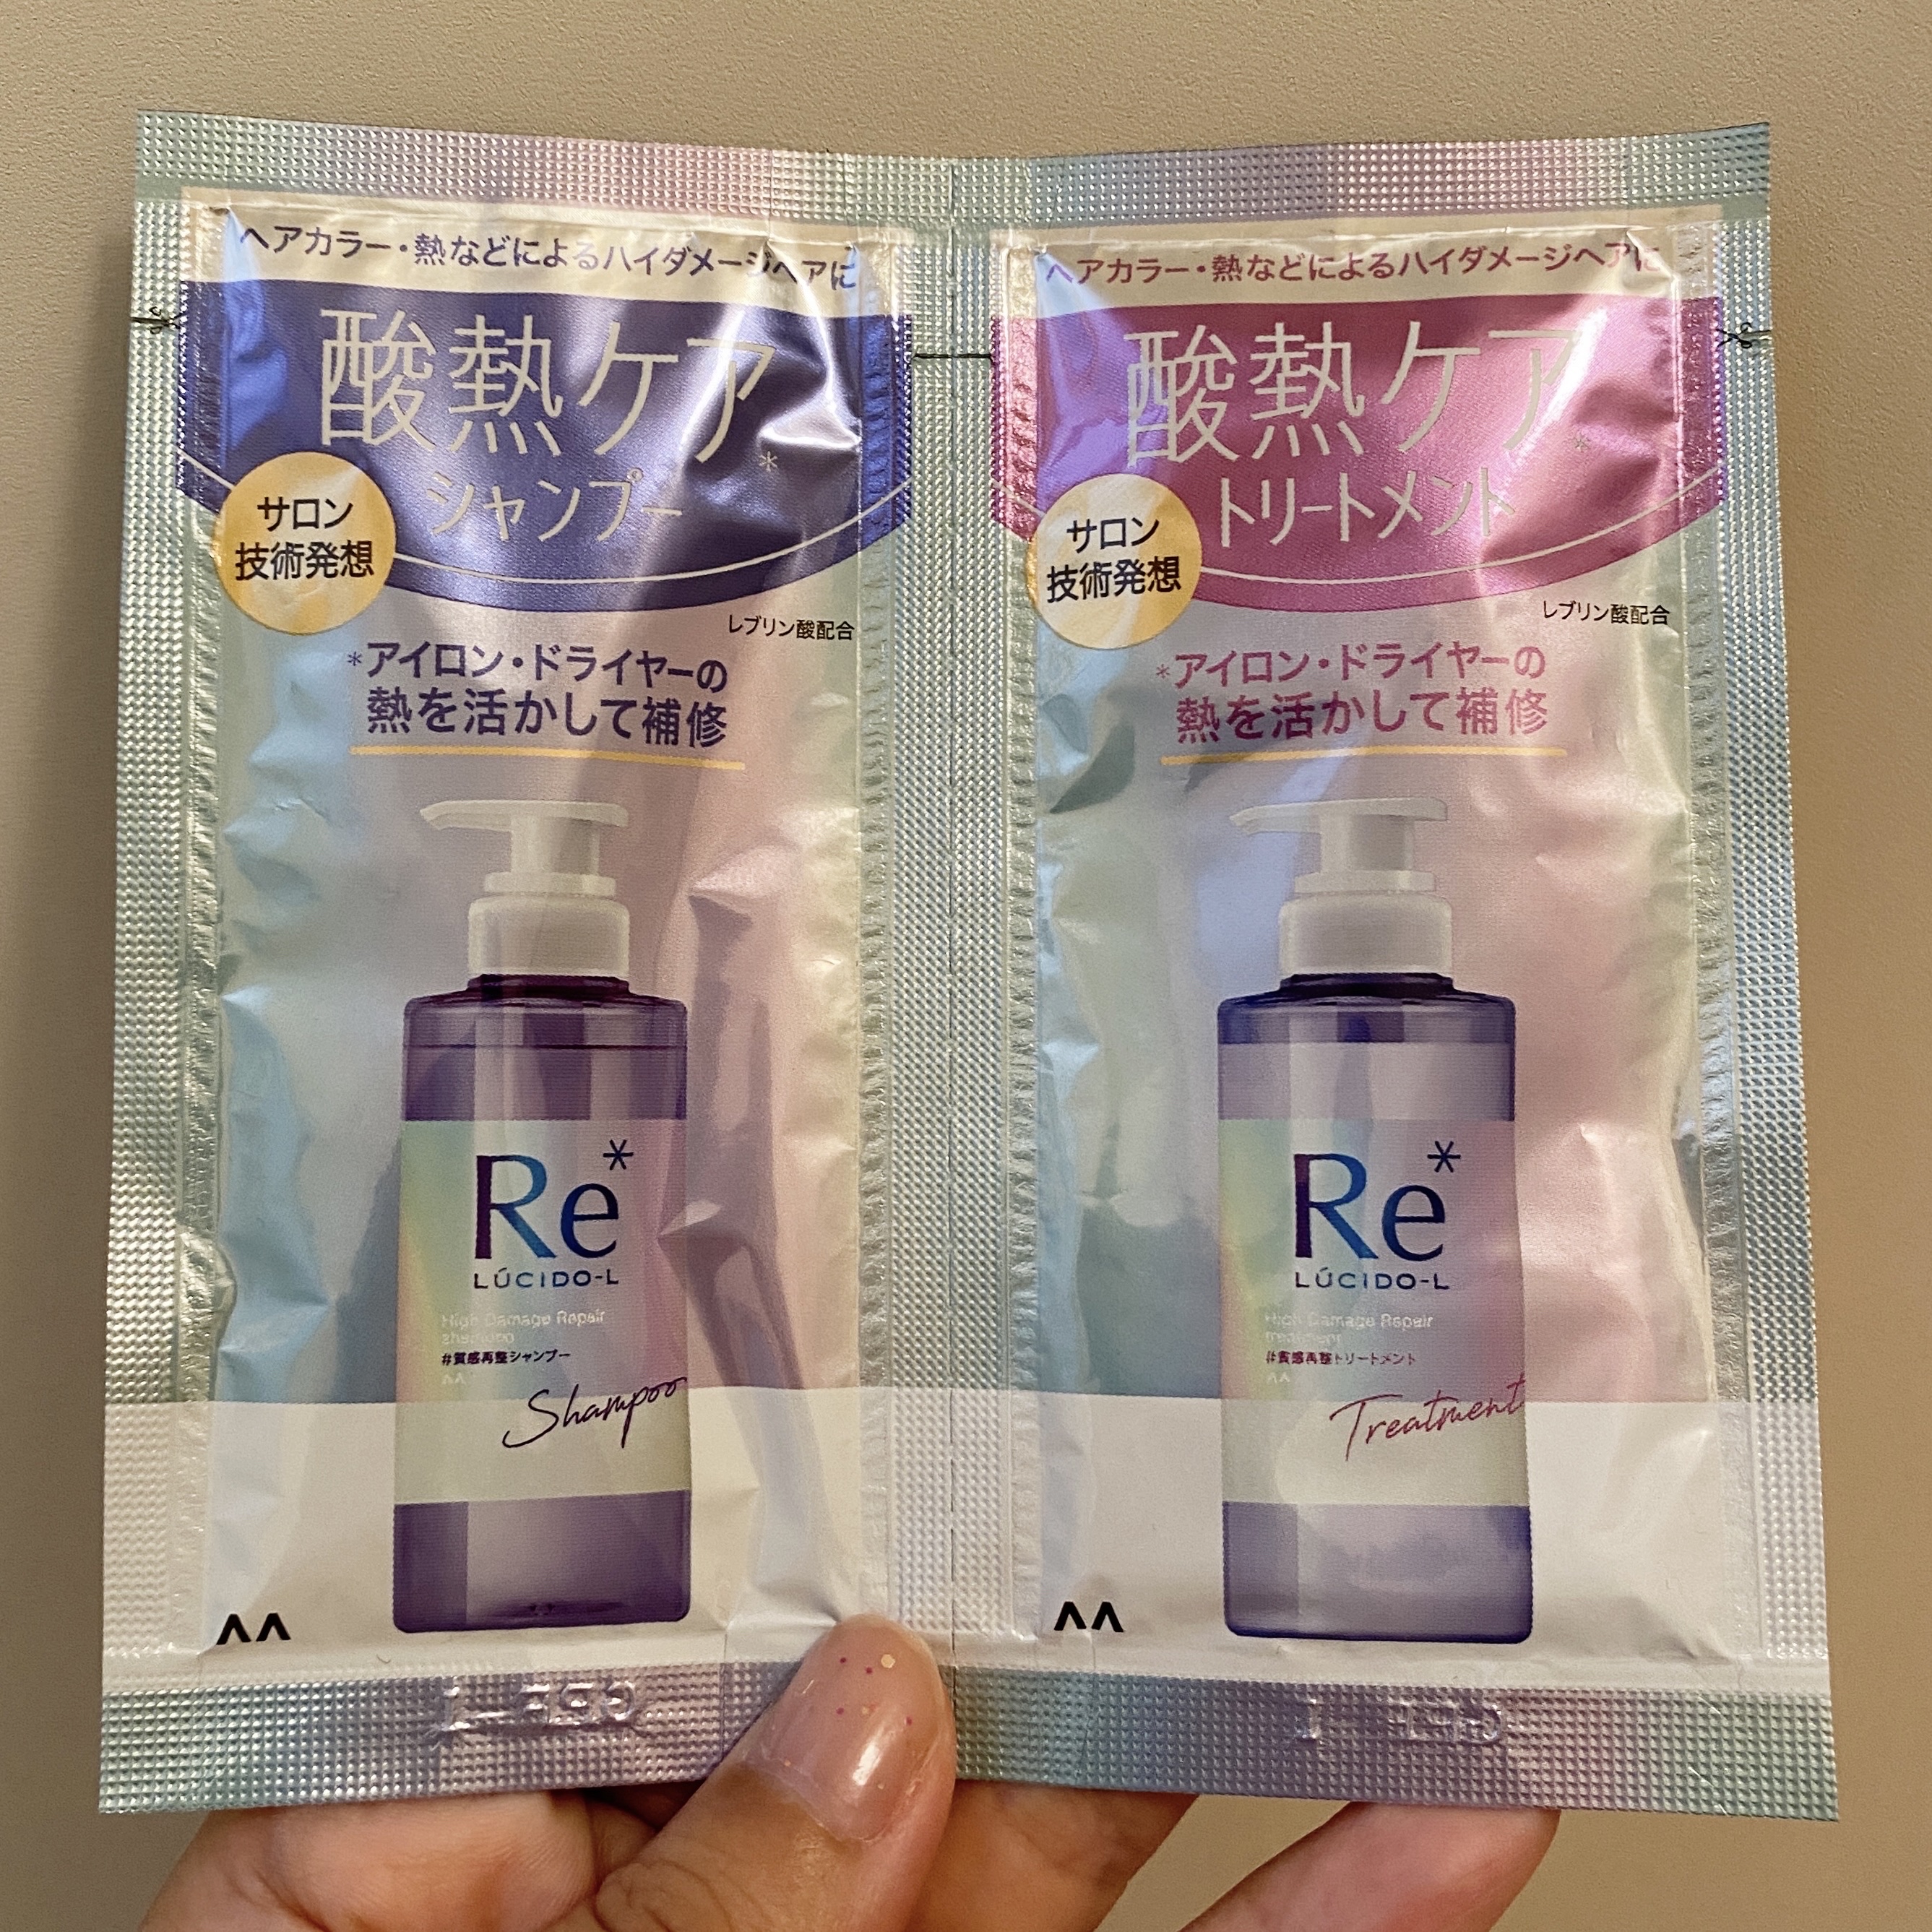 ヘアカラー・熱などによるハイダメージヘアに
酸熱ケア*
シャンプー
サロン
技術発想
レブリン酸配合
*アイロン・ドライヤーの
熱を活かして補修
Re*
LÚCIDO-L
High Damage Repair
shampoo
#質感再整シャンプー
Shampoo
ヘアカラー・熱などによるハイダメージヘアに
酸熱ケア*
トリートメント
サロン
技術発想
レブリン酸配合
*アイロン・ドライヤーの
熱を活かして補修
Re*
LÚCIDO-L
High Damage Repair
treatment
#質感再整トリートメント
Treatment